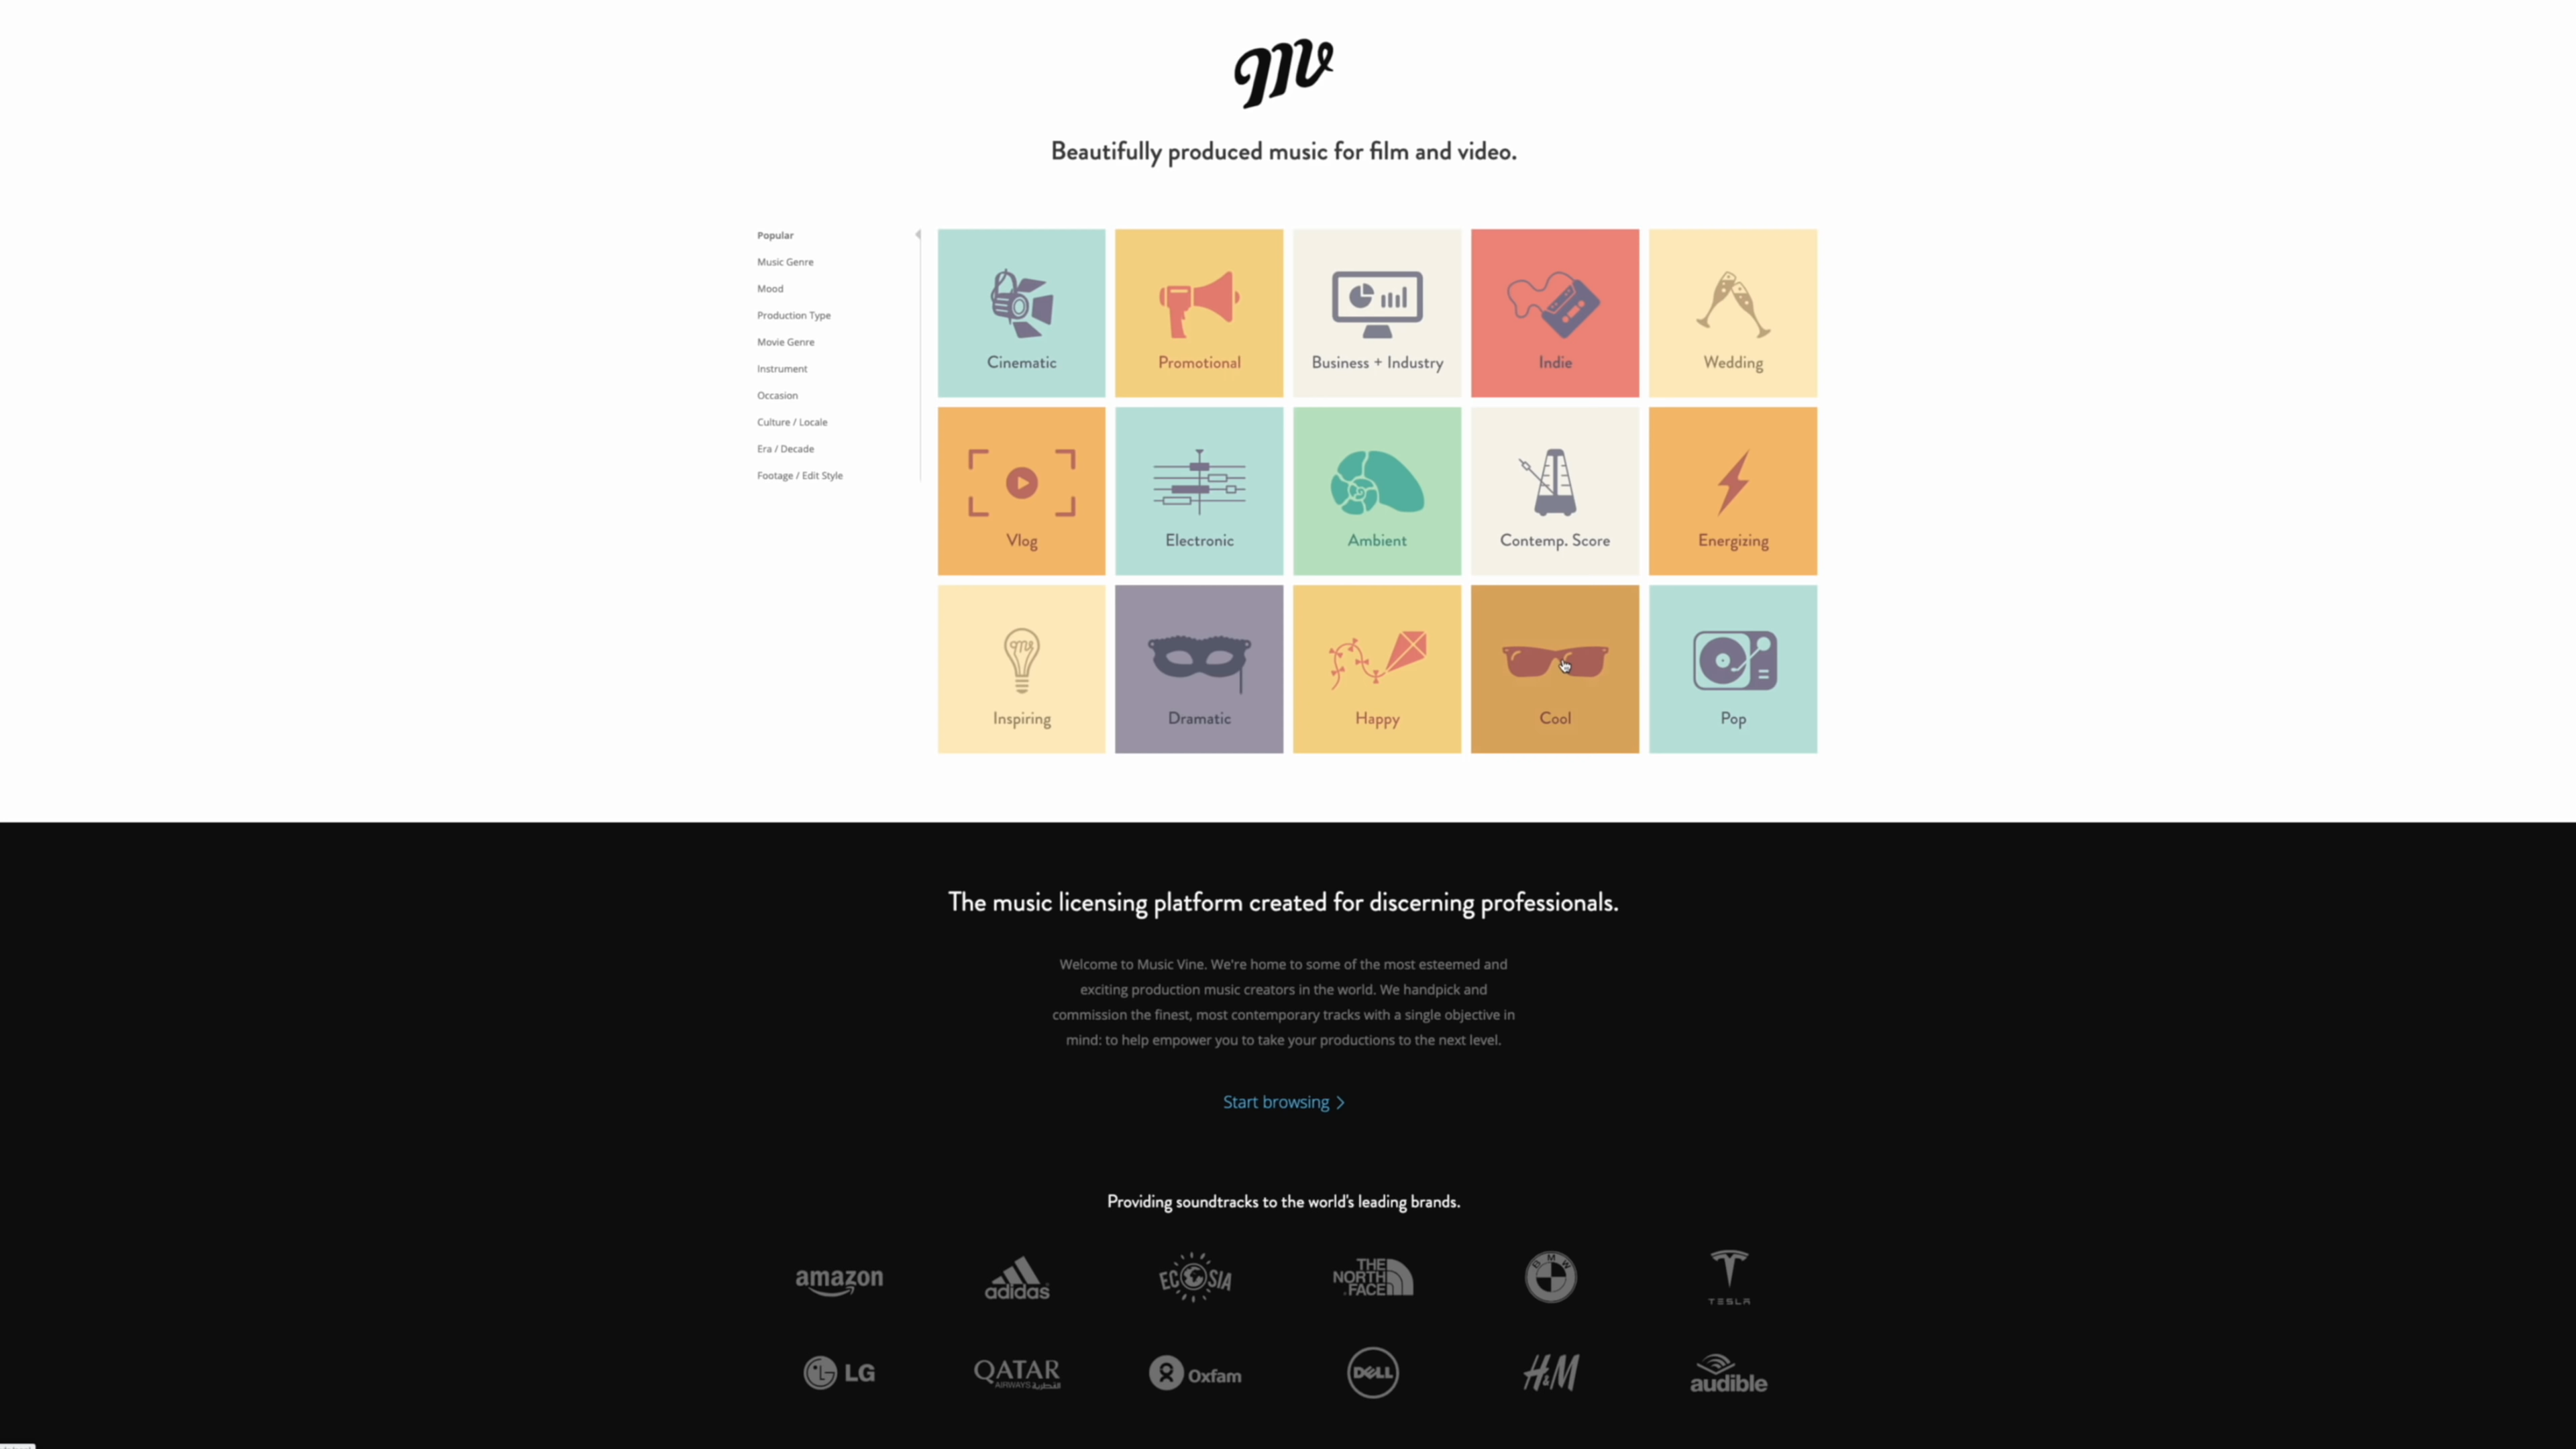 mv
Beautifully produced music for film and video.
Popular
Music Genre
Mood
Production Type
Movie Genre
Instrument
Occasion
Culture / Locale
Era / Decade
Footage / Edit Style
Cinematic
Promotional
Business + Industry
Indie
Wedding
Vlog
Electronic
Ambient
Contemp. Score
Energizing
mv
Inspiring
Dramatic
Happy
Cool
Pop
The music licensing platform created for discerning professionals.
Welcome to Music Vine. We're home to some of the most esteemed and
exciting production music creators in the world. We handpick and
commission the finest, most contemporary tracks with a single objective in
mind: to help empower you to take your productions to the next level.
Start browsing >
Providing soundtracks to the world's leading brands.
amazon
adidas
ECOSIA
THE
NORTH
FACE
BMW
TESLA
LG
QATAR
AIRWAYS القطرية
Oxfam
DELL
H&M
audible